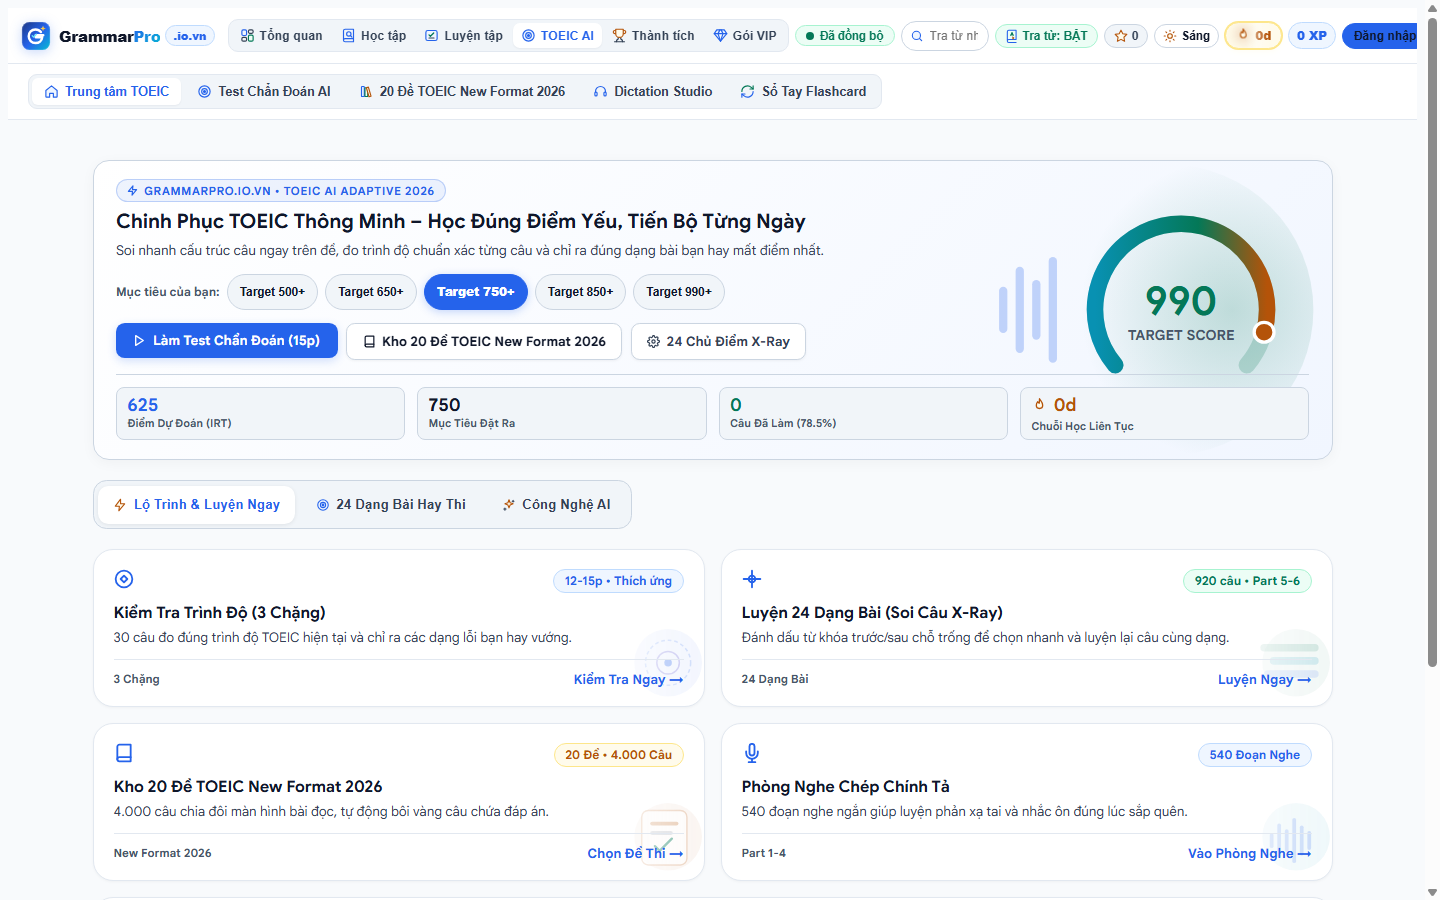 GrammarPro .io.vn Tổng quan Học tập Luyện tập TOEIC AI Thành tích Gói VIP Đã đồng bộ Tra từ nh Tra từ: BẬT 0 Sáng 0d 0 XP Đăng nhập
Trung tâm TOEIC Test Chẩn Đoán AI 20 Đề TOEIC New Format 2026 Dictation Studio Sổ Tay Flashcard
GRAMMARPRO.IO.VN • TOEIC AI ADAPTIVE 2026
Chinh Phục TOEIC Thông Minh – Học Đúng Điểm Yếu, Tiến Bộ Từng Ngày
Soi nhanh cấu trúc câu ngay trên đề, đo trình độ chuẩn xác từng câu và chỉ ra đúng dạng bài bạn hay mất điểm nhất.
Mục tiêu của bạn: Target 500+ Target 650+ Target 750+ Target 850+ Target 990+
Làm Test Chẩn Đoán (15p) Kho 20 Đề TOEIC New Format 2026 24 Chủ Điểm X-Ray
990
TARGET SCORE
625
Điểm Dự Đoán (IRT)
750
Mục Tiêu Đặt Ra
0
Câu Đã Làm (78.5%)
0d
Chuỗi Học Liên Tục
Lộ Trình & Luyện Ngay 24 Dạng Bài Hay Thi Công Nghệ AI
12-15p • Thích ứng
Kiểm Tra Trình Độ (3 Chặng)
30 câu đo đúng trình độ TOEIC hiện tại và chỉ ra các dạng lỗi bạn hay vướng.
3 Chặng Kiểm Tra Ngay →
920 câu • Part 5-6
Luyện 24 Dạng Bài (Soi Câu X-Ray)
Đánh dấu từ khóa trước/sau chỗ trống để chọn nhanh và luyện lại câu cùng dạng.
24 Dạng Bài Luyện Ngay →
20 Đề • 4.000 Câu
Kho 20 Đề TOEIC New Format 2026
4.000 câu chia đôi màn hình bài đọc, tự động bôi vàng câu chứa đáp án.
New Format 2026 Chọn Đề Thi →
540 Đoạn Nghe
Phòng Nghe Chép Chính Tả
540 đoạn nghe ngắn giúp luyện phản xạ tai và nhắc ôn đúng lúc sắp quên.
Part 1-4 Vào Phòng Nghe →